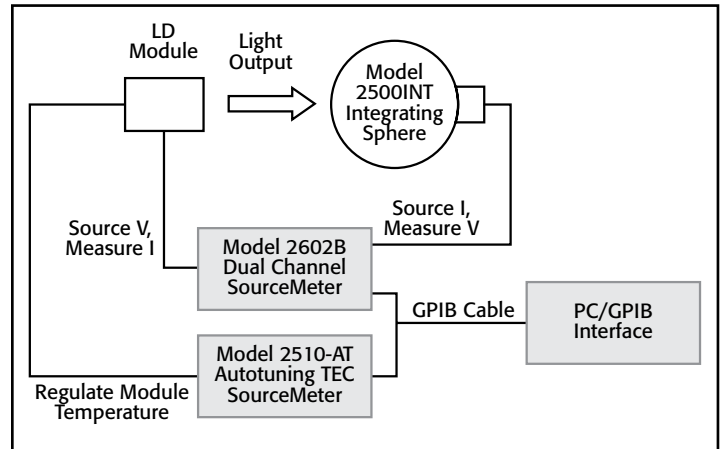 LD
Module
Light
Output
Model
2500INT
Integrating
Sphere
Source V,
Measure I
Source I,
Measure V
Model 2602B
Dual Channel
SourceMeter
GPIB Cable
PC/GPIB
Interface
Model 2510-AT
Autotuning TEC
SourceMeter
Regulate Module
Temperature